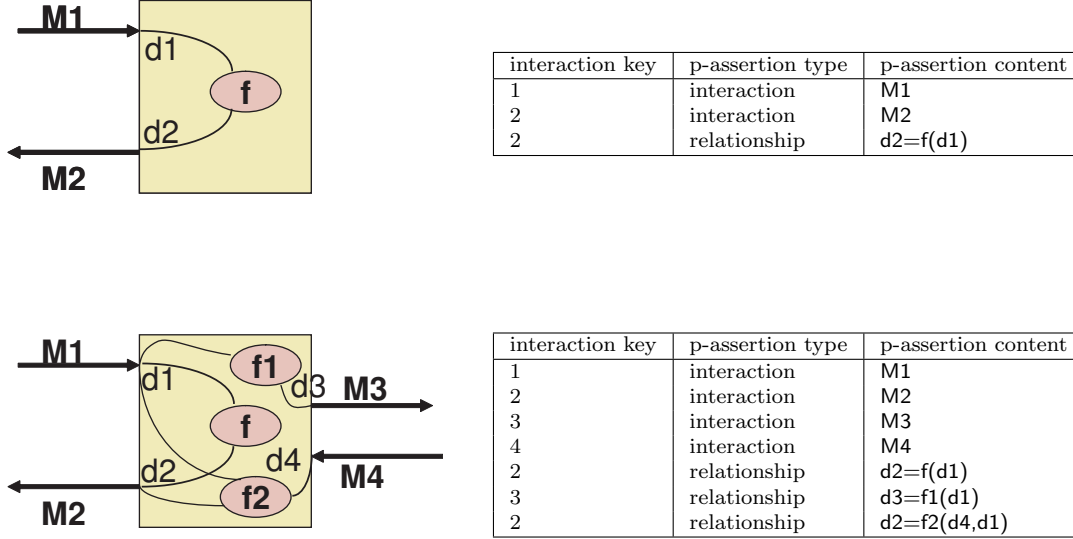 M1
d1
f
d2
M2
interaction key p-assertion type p-assertion content
1 interaction M1
2 interaction M2
2 relationship d2=f(d1)
M1
d1
f1
d3
M3
f
d2
d4
M4
f2
M2
interaction key p-assertion type p-assertion content
1 interaction M1
2 interaction M2
3 interaction M3
4 interaction M4
2 relationship d2=f(d1)
3 relationship d3=f1(d1)
2 relationship d2=f2(d4,d1)